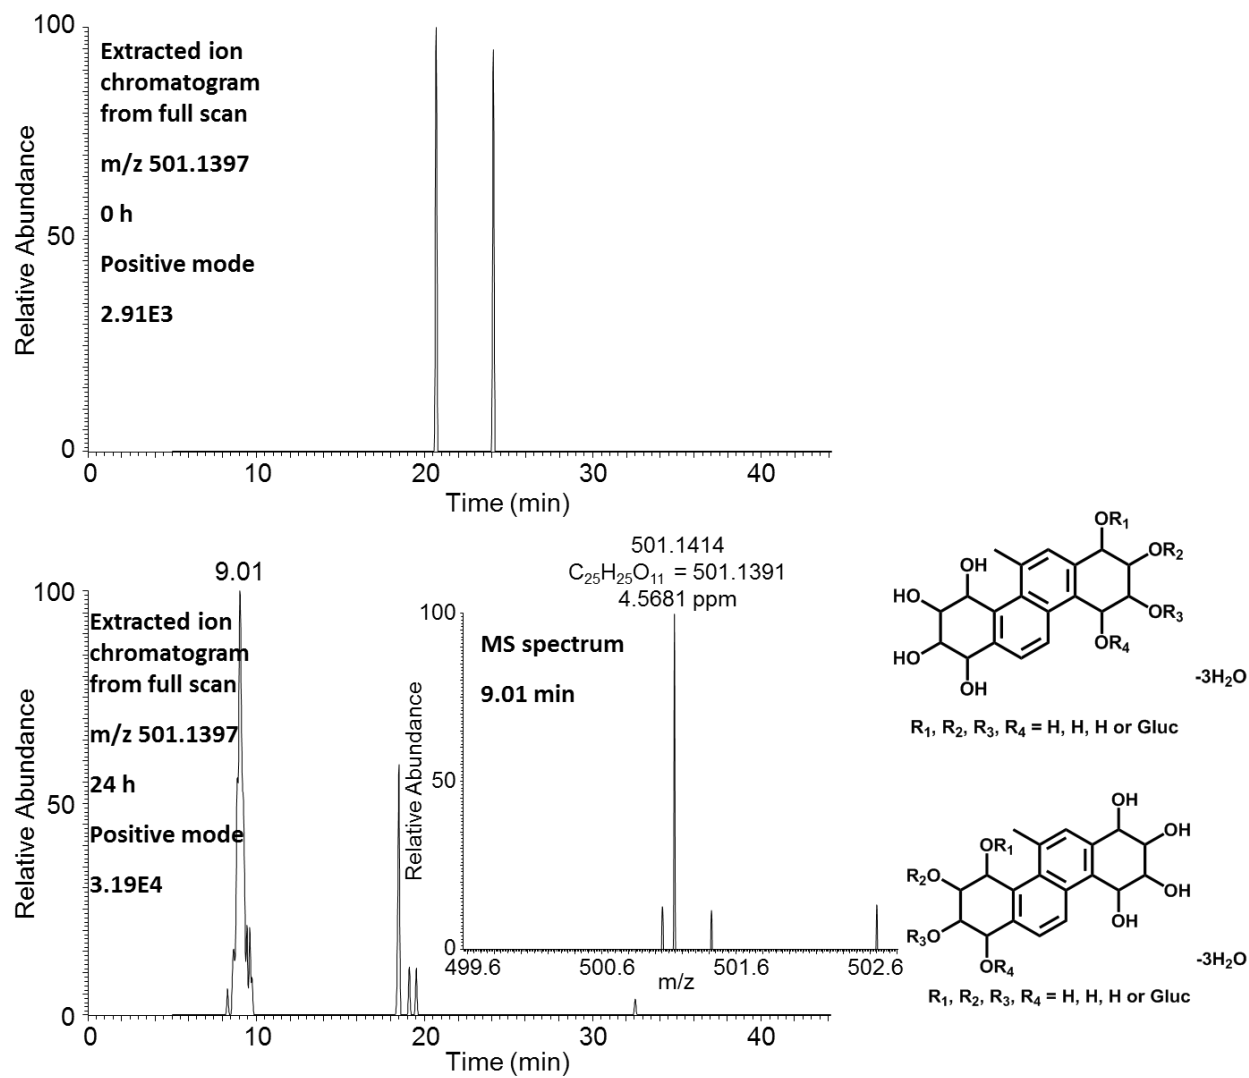 100
50
0
Relative Abundance
Extracted ion
chromatogram
from full scan
m/z 501.1397
0 h
Positive mode
2.91E3
0 10 20 30 40
Time (min)
100
50
0
Relative Abundance
9.01
Extracted ion
chromatogram
from full scan
m/z 501.1397
24 h
Positive mode
3.19E4
0 10 20 30 40
Time (min)
501.1414
C25H25O11 = 501.1391
4.5681 ppm
100
50
0
Relative Abundance
MS spectrum
9.01 min
499.6 500.6 501.6 502.6
m/z
OR1
OR2
OR3
OR4
OH
HO
HO
OH
-3H2O
R1, R2, R3, R4 = H, H, H or Gluc
OH
OH
OH
OH
OR1
R2O
R3O
OR4
-3H2O
R1, R2, R3, R4 = H, H, H or Gluc